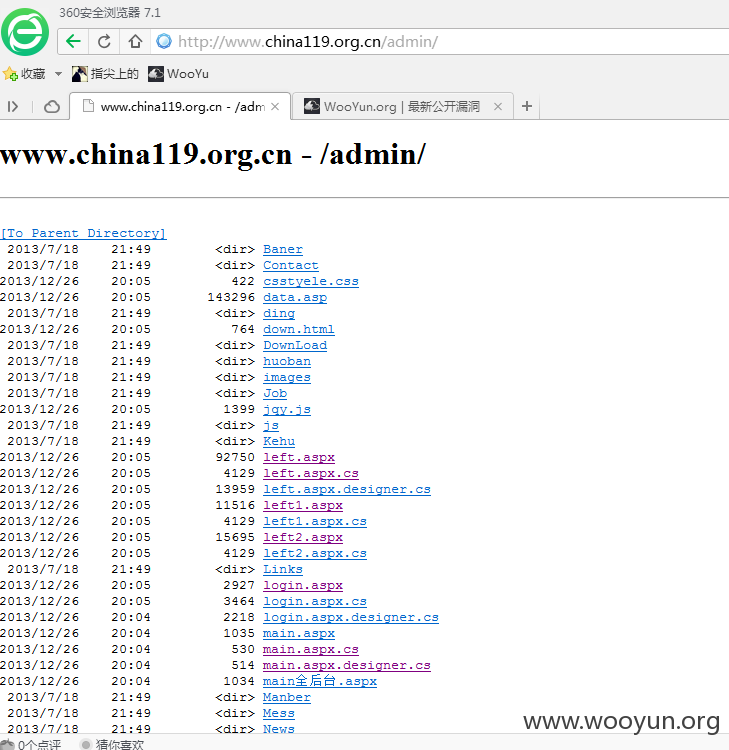 360安全浏览器 7.1
http://www.china119.org.cn/admin/
收藏 指尖上的 WooYu
www.china119.org.cn - /adm × WooYun.org | 最新公开漏洞 × +
www.china119.org.cn - /admin/
[To Parent Directory]
2013/7/18 21:49 <dir> Baner
2013/7/18 21:49 <dir> Contact
2013/12/26 20:05 422 csstyele.css
2013/12/26 20:05 143296 data.asp
2013/7/18 21:49 <dir> ding
2013/12/26 20:05 764 down.html
2013/7/18 21:49 <dir> DownLoad
2013/7/18 21:49 <dir> huoban
2013/7/18 21:49 <dir> images
2013/7/18 21:49 <dir> Job
2013/12/26 20:05 1399 jqy.js
2013/7/18 21:49 <dir> js
2013/7/18 21:49 <dir> Kehu
2013/12/26 20:05 92750 left.aspx
2013/12/26 20:05 4129 left.aspx.cs
2013/12/26 20:05 13959 left.aspx.designer.cs
2013/12/26 20:05 11516 left1.aspx
2013/12/26 20:05 4129 left1.aspx.cs
2013/12/26 20:05 15695 left2.aspx
2013/12/26 20:05 4129 left2.aspx.cs
2013/7/18 21:49 <dir> Links
2013/12/26 20:05 2927 login.aspx
2013/12/26 20:05 3464 login.aspx.cs
2013/12/26 20:04 2218 login.aspx.designer.cs
2013/12/26 20:04 1035 main.aspx
2013/12/26 20:04 530 main.aspx.cs
2013/12/26 20:04 514 main.aspx.designer.cs
2013/12/26 20:04 1034 main全后台.aspx
2013/7/18 21:49 <dir> Manber
2013/7/18 21:49 <dir> Mess
2013/7/18 21:49 <dir> News
www.wooyun.org
0个点评 猜你喜欢